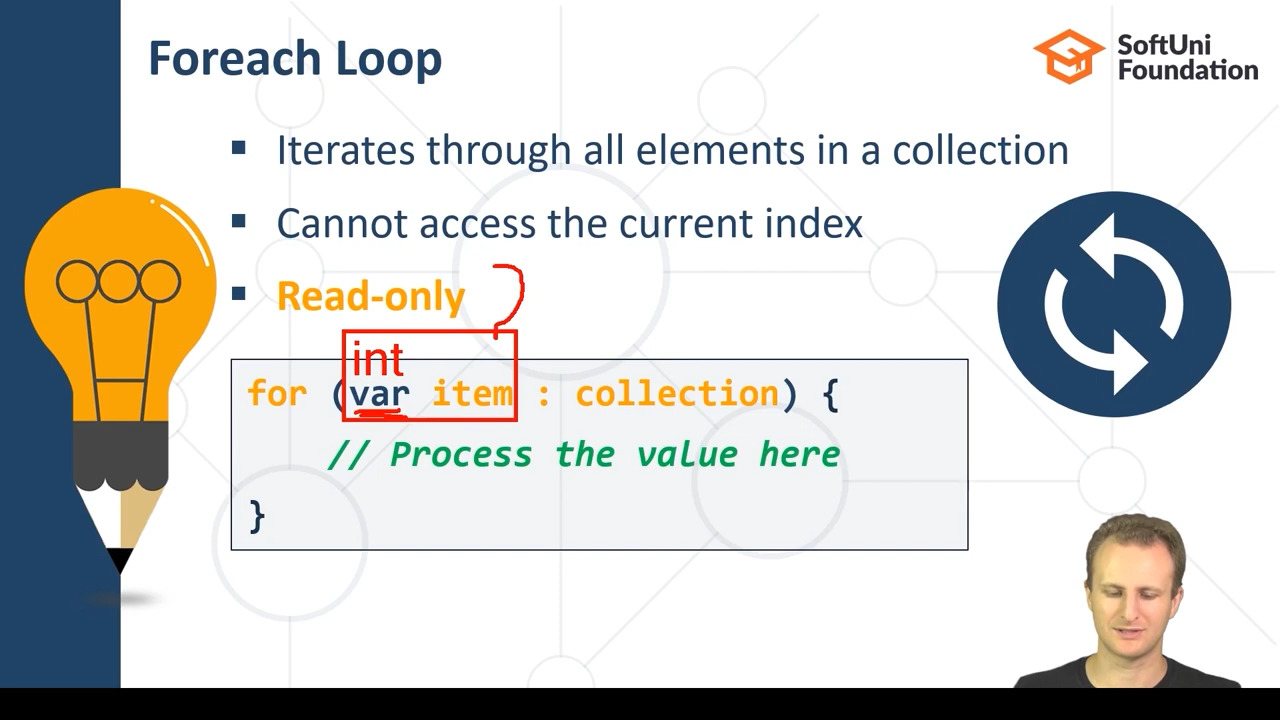 Foreach Loop
SoftUni
Foundation
▪ Iterates through all elements in a collection
▪ Cannot access the current index
▪ Read-only
int
for (var item : collection) {
// Process the value here
}